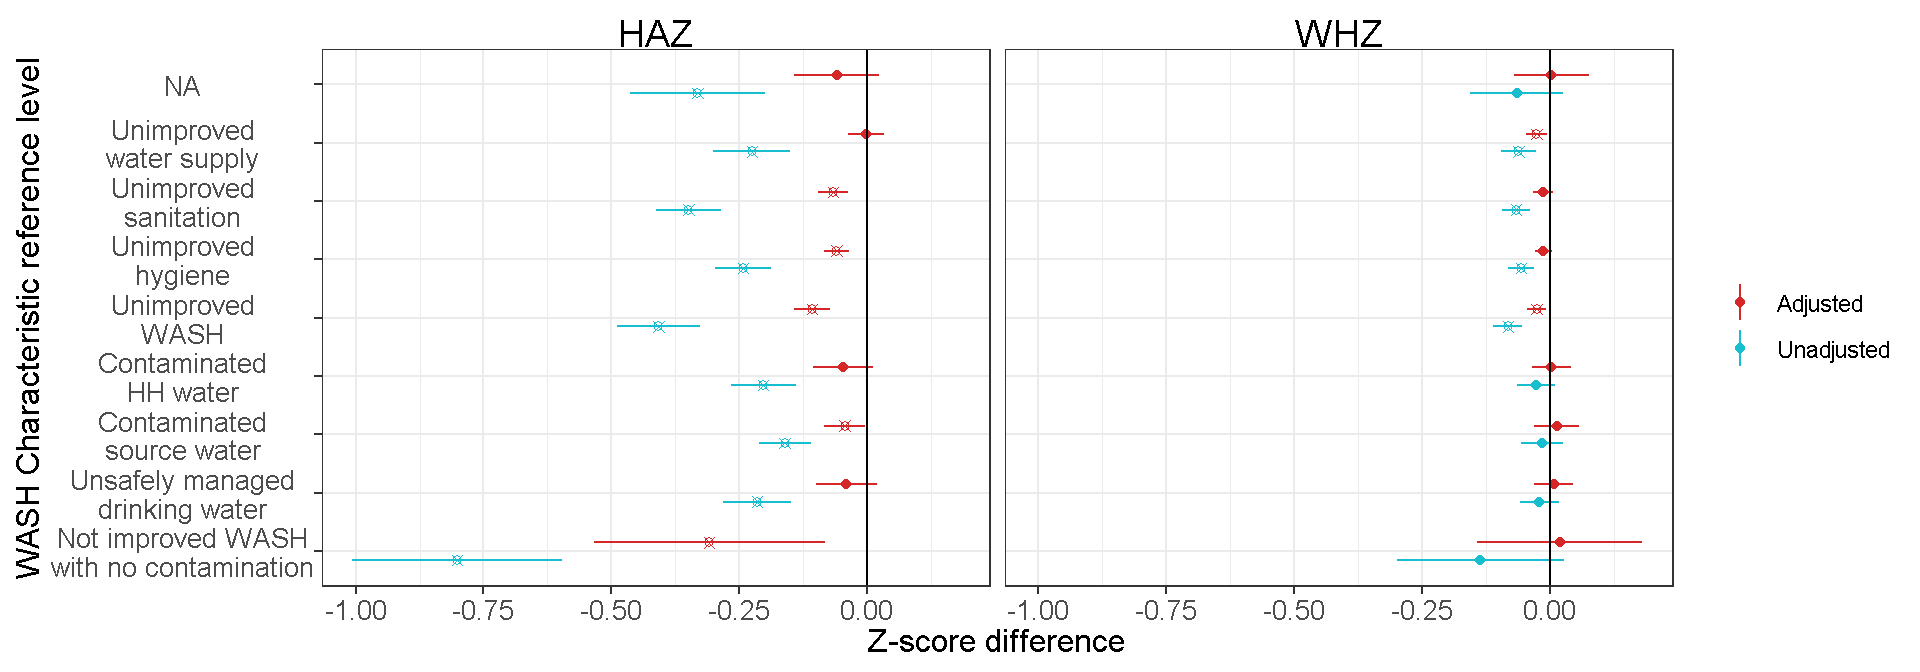 HAZ
WHZ
WASH Characteristic reference level
NA
Unimproved
water supply
Unimproved
sanitation
Unimproved
hygiene
Unimproved
WASH
Contaminated
HH water
Contaminated
source water
Unsafely managed
drinking water
Not improved WASH
with no contamination
-1.00
-0.75
-0.50
-0.25
0.00
-1.00
-0.75
-0.50
-0.25
0.00
Z-score difference
Adjusted
Unadjusted